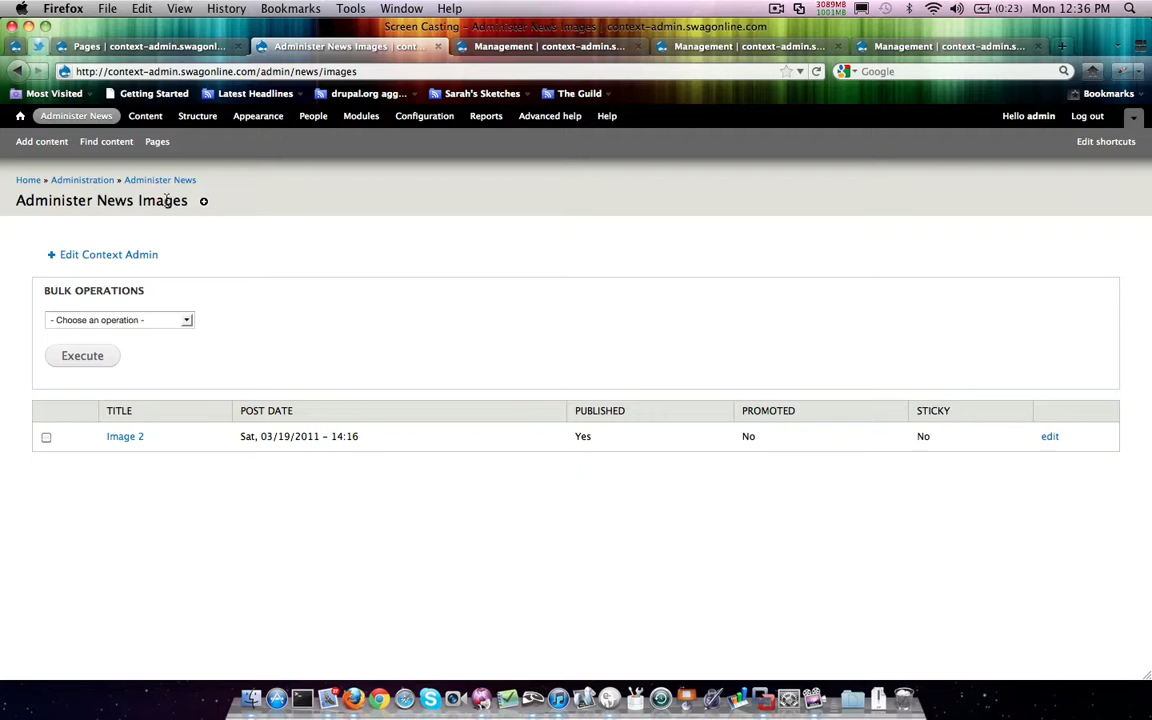 Firefox File Edit View History Bookmarks Tools Window Help 3089MB 1001MB (0:23) Mon 12:36 PM
Screen Casting – Administer News Images | context-admin.swagonline.com
Pages | context-admin.swagonl... Administer News Images | cont... Management | context-admin.s... Management | context-admin.s... Management | context-admin.s...
http://context-admin.swagonline.com/admin/news/images Google
Most Visited Getting Started Latest Headlines drupal.org agg... Sarah's Sketches The Guild Bookmarks
Administer News Content Structure Appearance People Modules Configuration Reports Advanced help Help Hello admin Log out
Add content Find content Pages Edit shortcuts
Home » Administration » Administer News
Administer News Images
+ Edit Context Admin
BULK OPERATIONS
- Choose an operation -
Execute
TITLE POST DATE PUBLISHED PROMOTED STICKY
Image 2 Sat, 03/19/2011 – 14:16 Yes No No edit